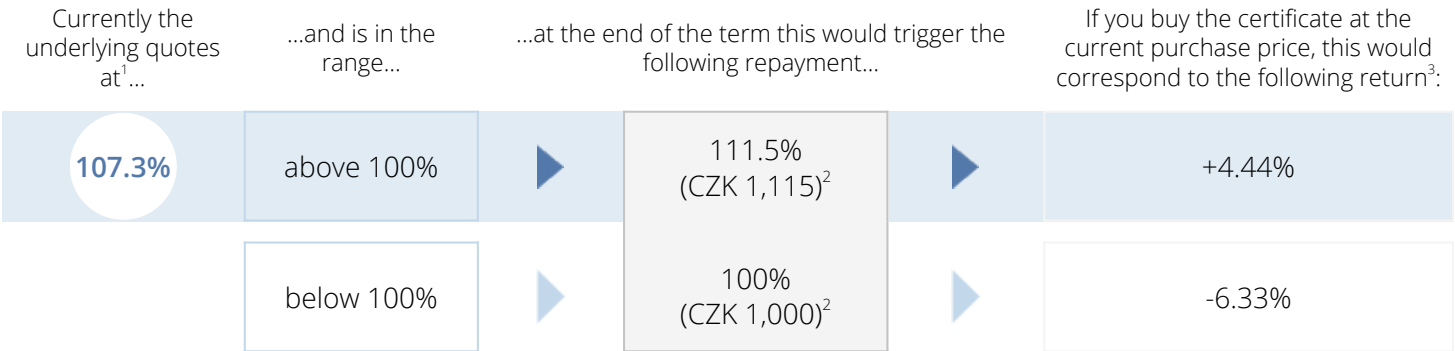 Currently the
underlying quotes
at¹...
...and is in the
range...
...at the end of the term this would trigger the
following repayment...
If you buy the certificate at the
current purchase price, this would
correspond to the following return³:
107.3%
above 100%
111.5%
(CZK 1,115)²
+4.44%
below 100%
100%
(CZK 1,000)²
-6.33%